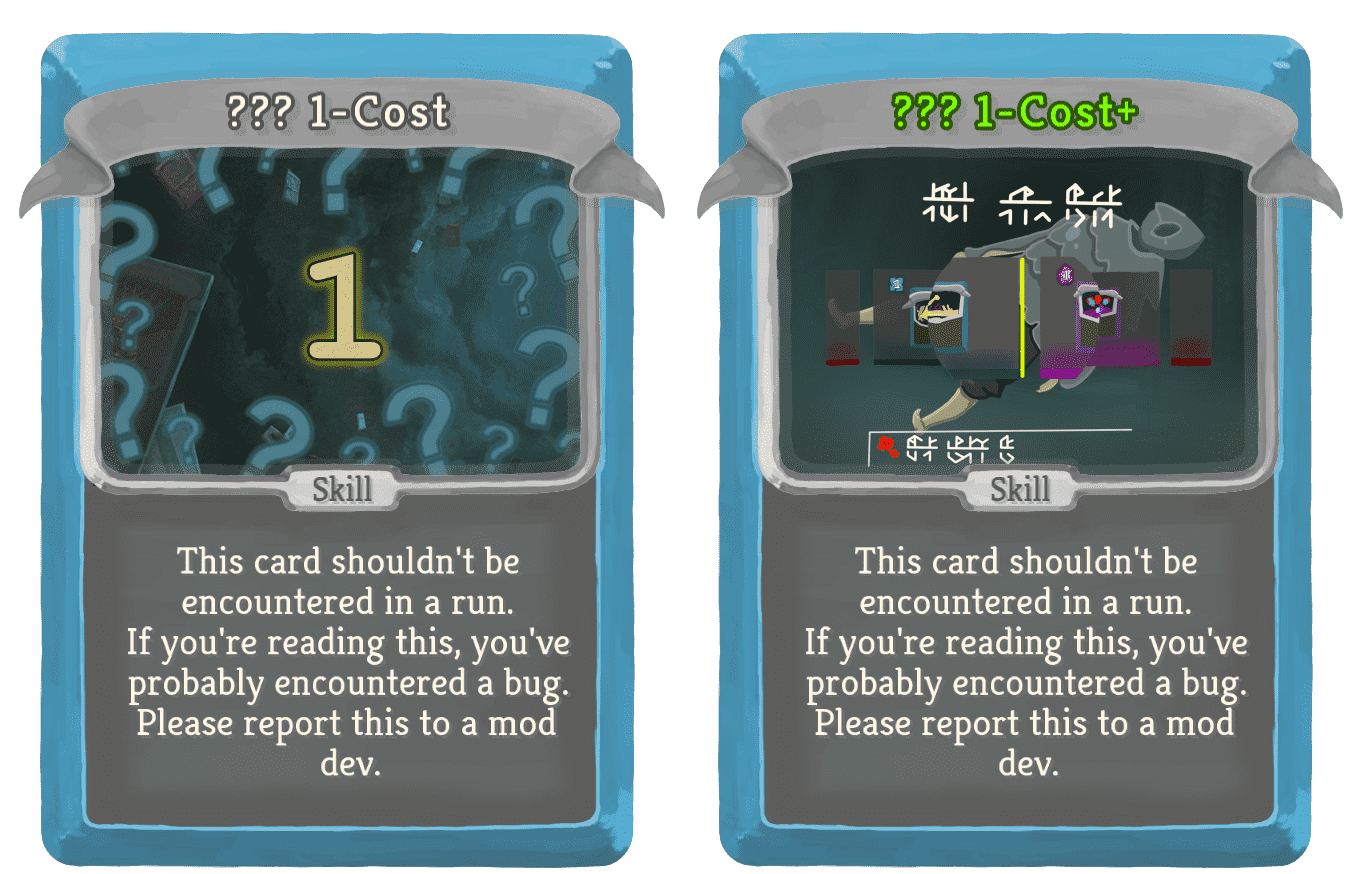 ??? 1-Cost
1
Skill
This card shouldn't be
encountered in a run.
If you're reading this, you've
probably encountered a bug.
Please report this to a mod
dev.
??? 1-Cost+
Skill
This card shouldn't be
encountered in a run.
If you're reading this, you've
probably encountered a bug.
Please report this to a mod
dev.